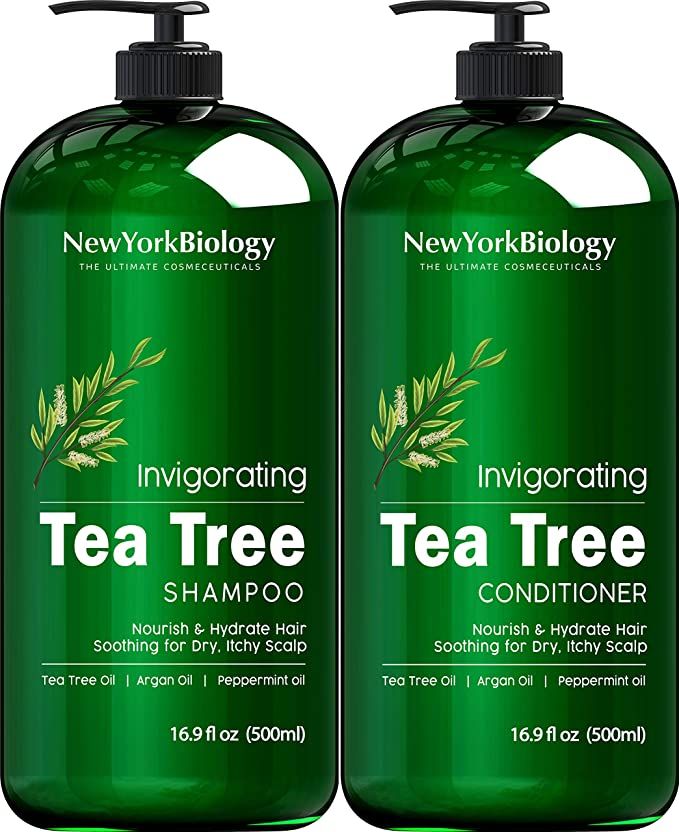 NewYorkBiology
THE ULTIMATE COSMECEUTICALS
Invigorating
Tea Tree
SHAMPOO
Nourish & Hydrate Hair
Soothing for Dry, Itchy Scalp
Tea Tree Oil | Argan Oil | Peppermint oil
16.9 fl oz (500ml)
NewYorkBiology
THE ULTIMATE COSMECEUTICALS
Invigorating
Tea Tree
CONDITIONER
Nourish & Hydrate Hair
Soothing for Dry, Itchy Scalp
Tea Tree Oil | Argan Oil | Peppermint oil
16.9 fl oz (500ml)